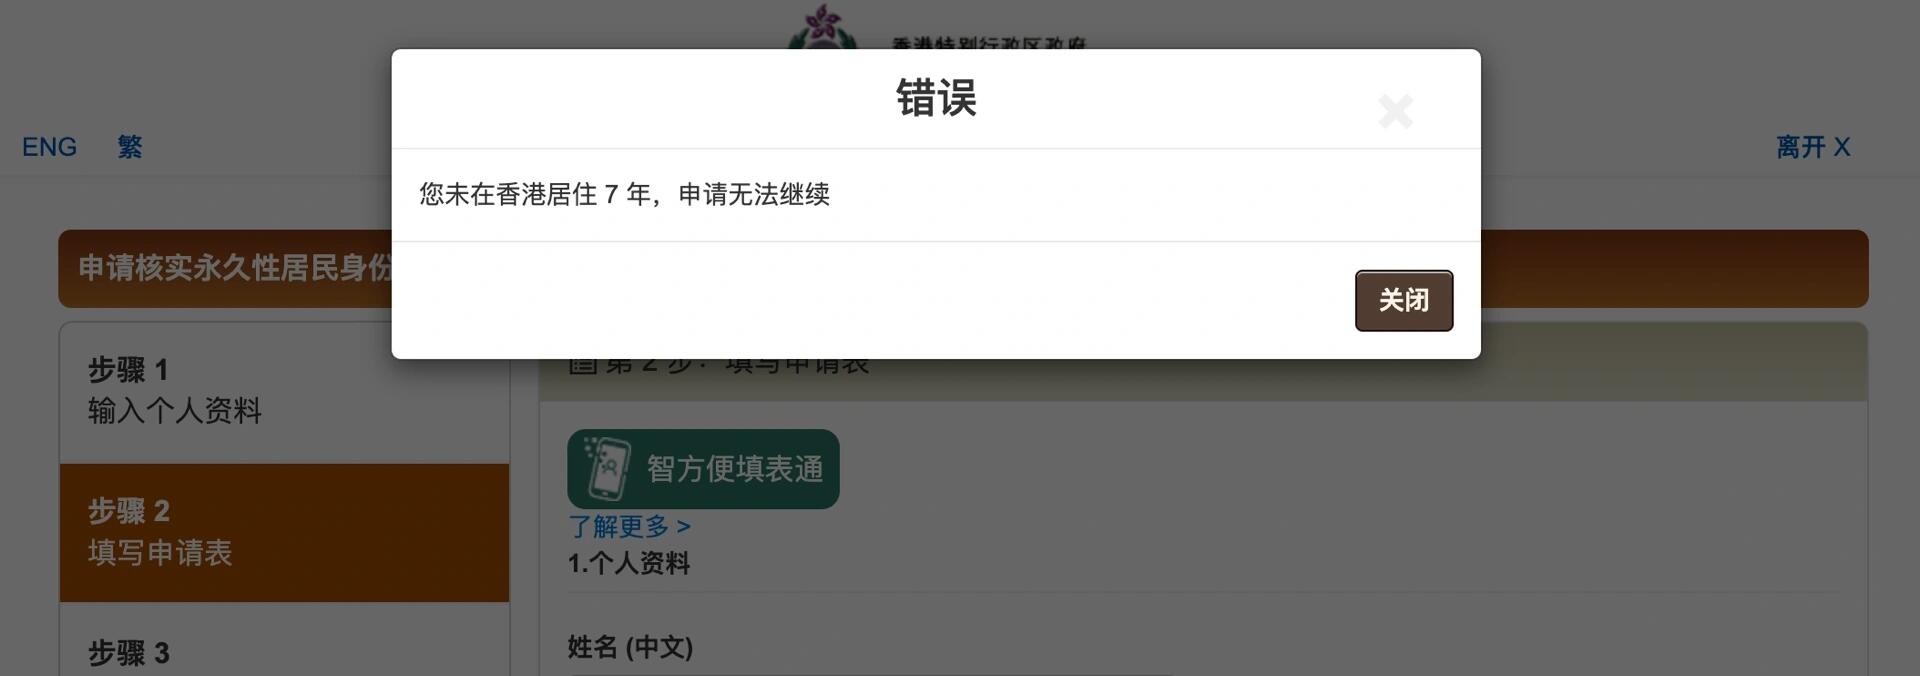 香港特别行政区政府
错误
ENG 繁
离开 X
您未在香港居住 7 年，申请无法继续
关闭
申请核实永久性居民身份
步骤 1
输入个人资料
步骤 2
填写申请表
步骤 3
第 2 步：填写申请表
智方便填表通
了解更多 >
1.个人资料
姓名 (中文)